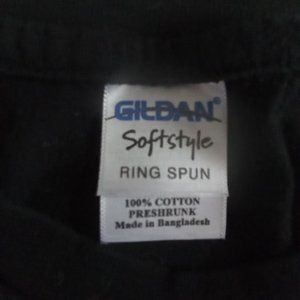 GILDAN®
Softstyle
RING SPUN
100% COTTON
PRESHRUNK
Made in Bangladesh